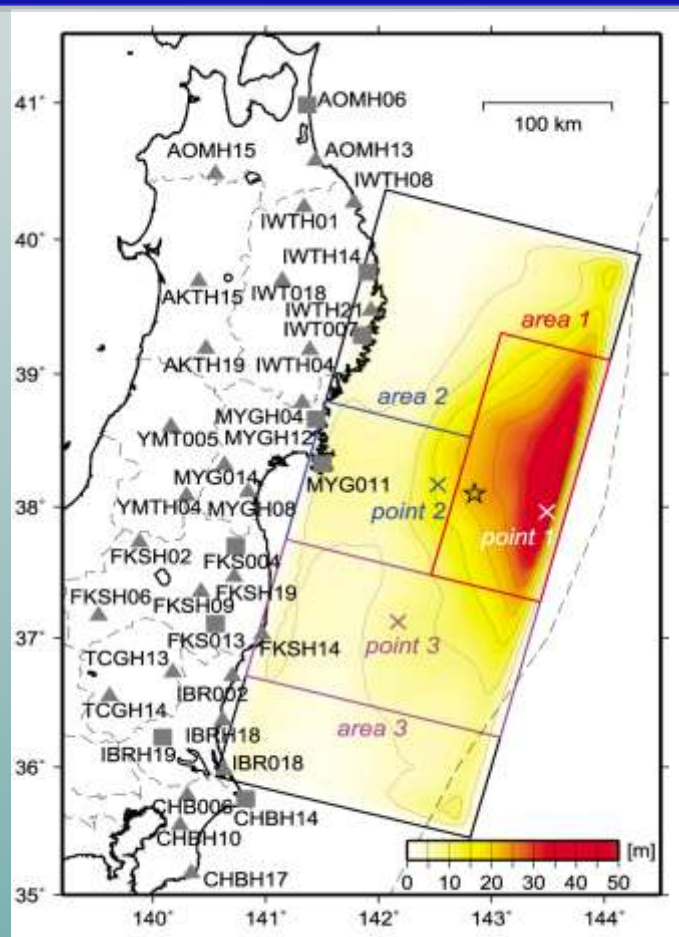 41°
AOMH06
100 km
AOMH15
AOMH13
IWTH08
IWTH01
40°
IWTH14
AKTH15
IWT018
IWTH21
IWT007
area 1
AKTH19
IWTH04
39°
area 2
MYGH04
YMT005
MYGH12
MYG014
MYG011
YMTH04
MYGH08
point 2
38°
point 1
FKSH02
FKS004
FKSH06
FKSH09
FKSH19
FKS013
FKSH14
37°
point 3
TCGH13
IBR002
TCGH14
IBRH18
area 3
IBRH19
IBR018
36°
CHB006
CHBH14
CHBH10
[m]
CHBH17
0 10 20 30 40 50
35°
140° 141° 142° 143° 144°